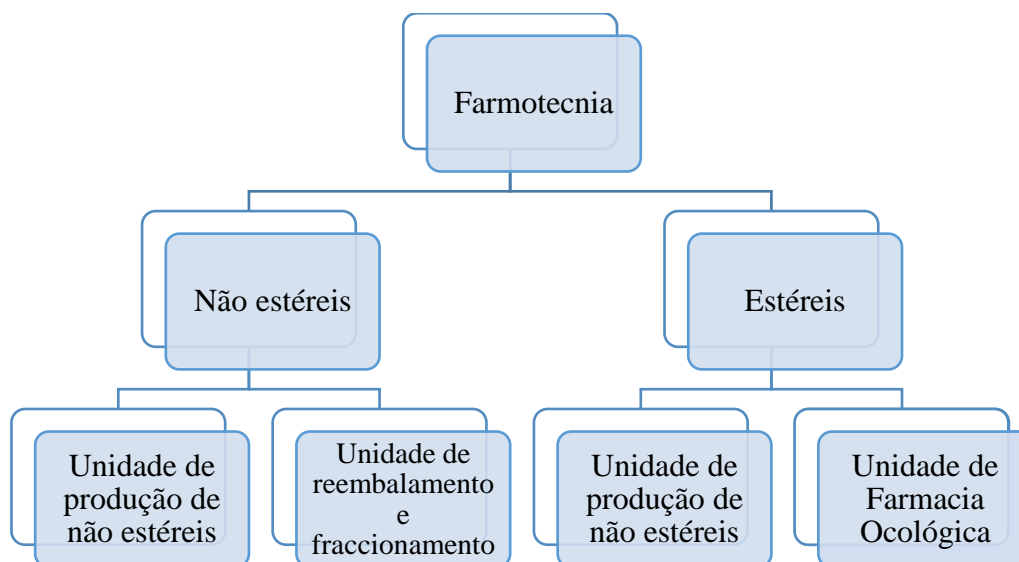 Farmotecnia
Não estéreis
Estéreis
Unidade de
produção de
não estéreis
Unidade de
reembalamento
e
fraccionamento
Unidade de
produção de
não estéreis
Unidade de
Farmacia
Ocológica